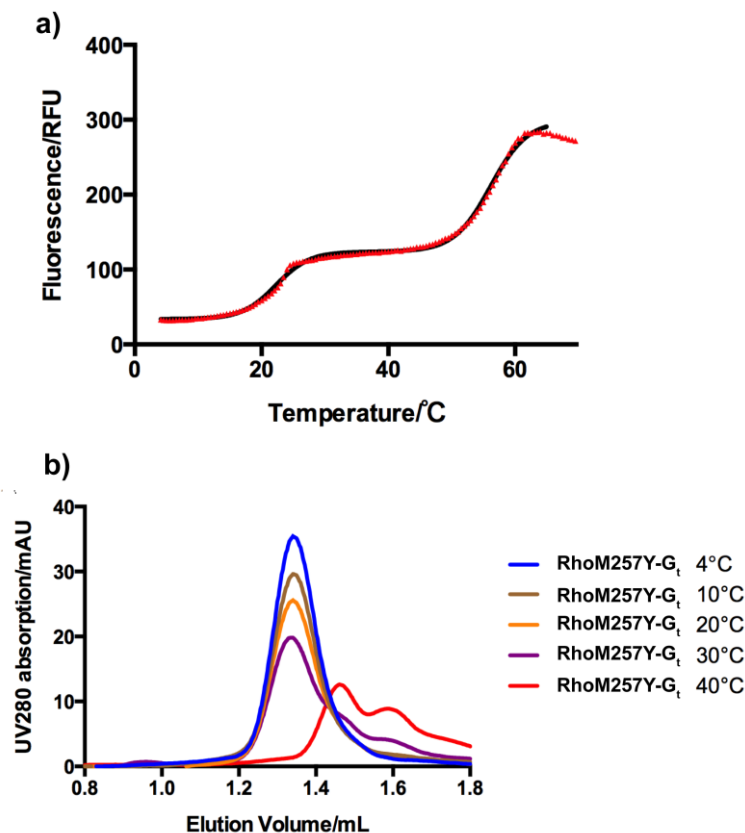 a)
400
300
200
100
0
0
20
40
60
Fluorescence/RFU
Temperature/℃
b)
40
30
20
10
0
0.8
1.0
1.2
1.4
1.6
1.8
UV280 absorption/mAU
Elution Volume/mL
RhoM257Y-Gt 4°C
RhoM257Y-Gt 10°C
RhoM257Y-Gt 20°C
RhoM257Y-Gt 30°C
RhoM257Y-Gt 40°C